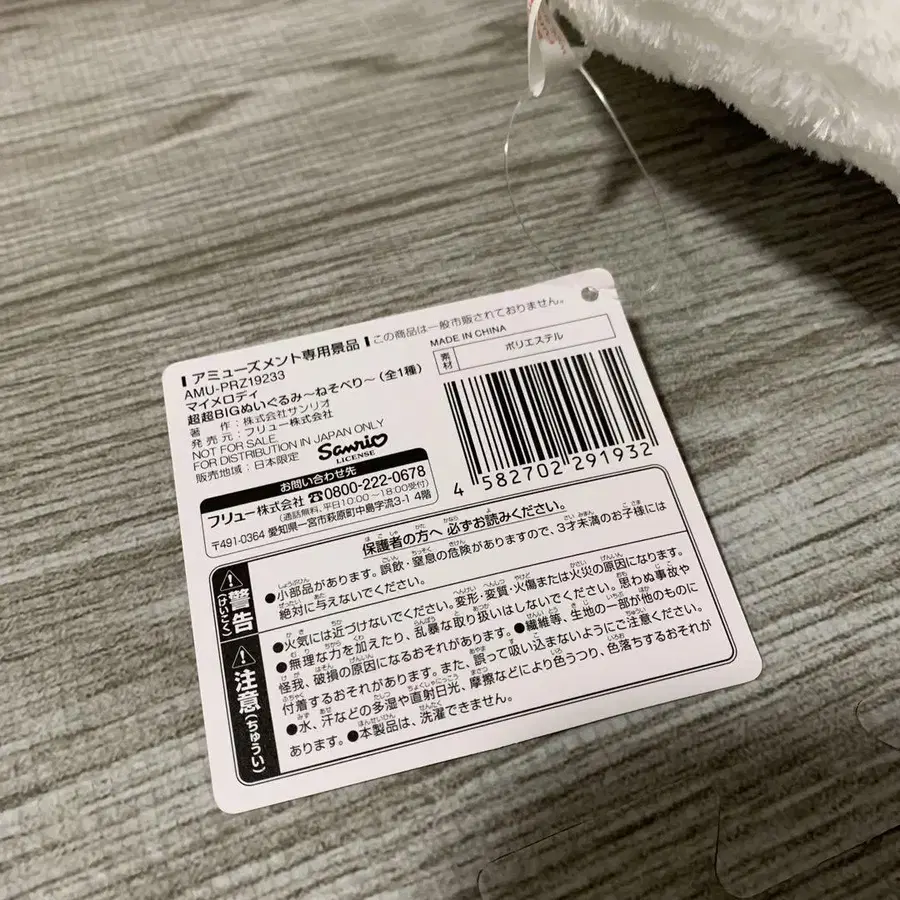 アミューズメント専用景品 この商品は一般市販されておりません。
AMU-PRZ19233
マイメロディ
超超BIGぬいぐるみ〜ねそべり〜(全1種)
著 作:株式会社サンリオ
発売元:フリュー株式会社
NOT FOR SALE.
FOR DISTRIBUTION IN JAPAN ONLY
販売地域:日本限定
Sanrio
LICENSE
MADE IN CHINA
素材 ポリエステル
4 582702 291932
お問い合わせ先
フリュー株式会社 ☎0800-222-0678
(通話無料、平日10:00〜18:00受付)
〒491-0364 愛知県一宮市萩原町中島字流3-1 4階
保護者の方へ 必ずお読みください。
警告(けいこく)
●小部品があります。誤飲・窒息の危険がありますので、3才未満のお子様には
絶対に与えないでください。
注意(ちゅうい)
●火気には近づけないでください。変形・変質・火傷または火災の原因になります。
●無理な力を加えたり、乱暴な取り扱いはしないでください。思わぬ事故や
怪我、破損の原因になるおそれがあります。●繊維等、生地の一部が他のものに
付着するおそれがあります。また、誤って吸い込まないようにご注意ください。
●水、汗などの多湿や直射日光、摩擦などにより色うつり、色落ちするおそれが
あります。●本製品は、洗濯できません。